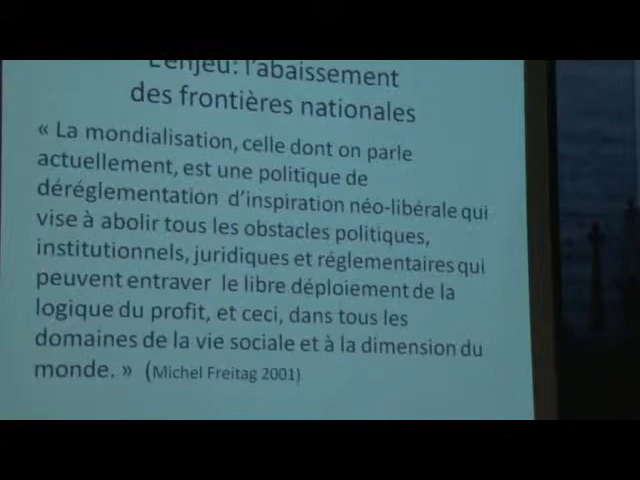 L'enjeu: l'abaissement
des frontières nationales
« La mondialisation, celle dont on parle
actuellement, est une politique de
déréglementation d'inspiration néo-libérale qui
vise à abolir tous les obstacles politiques,
institutionnels, juridiques et réglementaires qui
peuvent entraver le libre déploiement de la
logique du profit, et ceci, dans tous les
domaines de la vie sociale et à la dimension du
monde. » (Michel Freitag 2001)